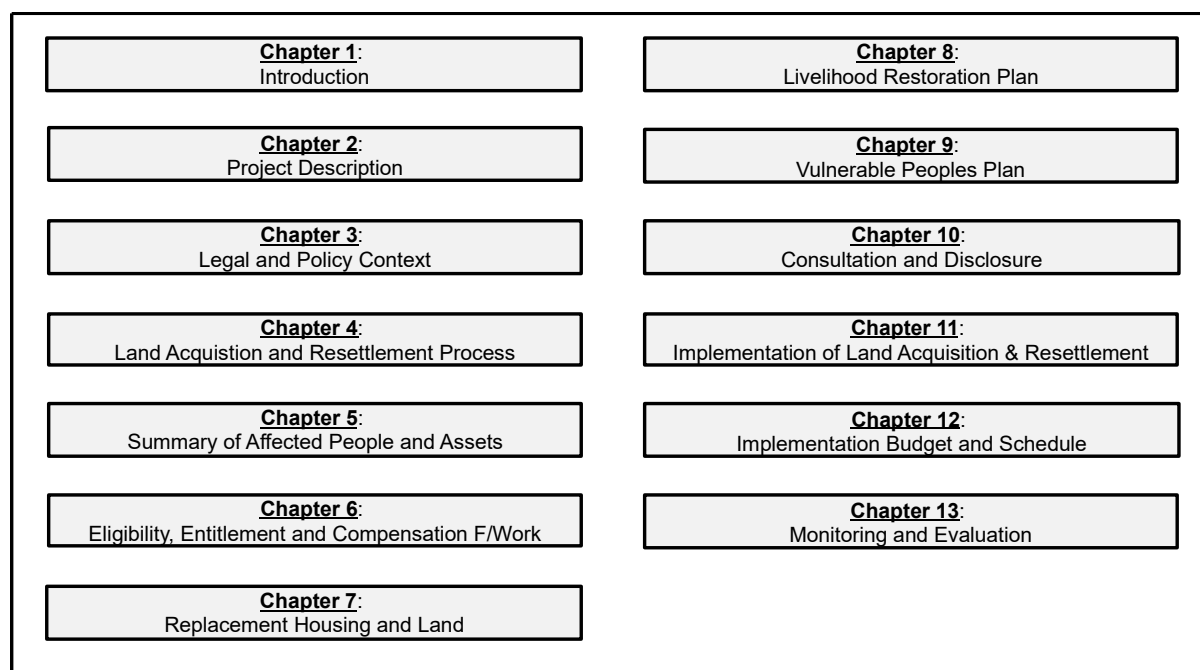 Chapter 1:
Introduction
Chapter 2:
Project Description
Chapter 3:
Legal and Policy Context
Chapter 4:
Land Acquistion and Resettlement Process
Chapter 5:
Summary of Affected People and Assets
Chapter 6:
Eligibility, Entitlement and Compensation F/Work
Chapter 7:
Replacement Housing and Land
Chapter 8:
Livelihood Restoration Plan
Chapter 9:
Vulnerable Peoples Plan
Chapter 10:
Consultation and Disclosure
Chapter 11:
Implementation of Land Acquisition & Resettlement
Chapter 12:
Implementation Budget and Schedule
Chapter 13:
Monitoring and Evaluation